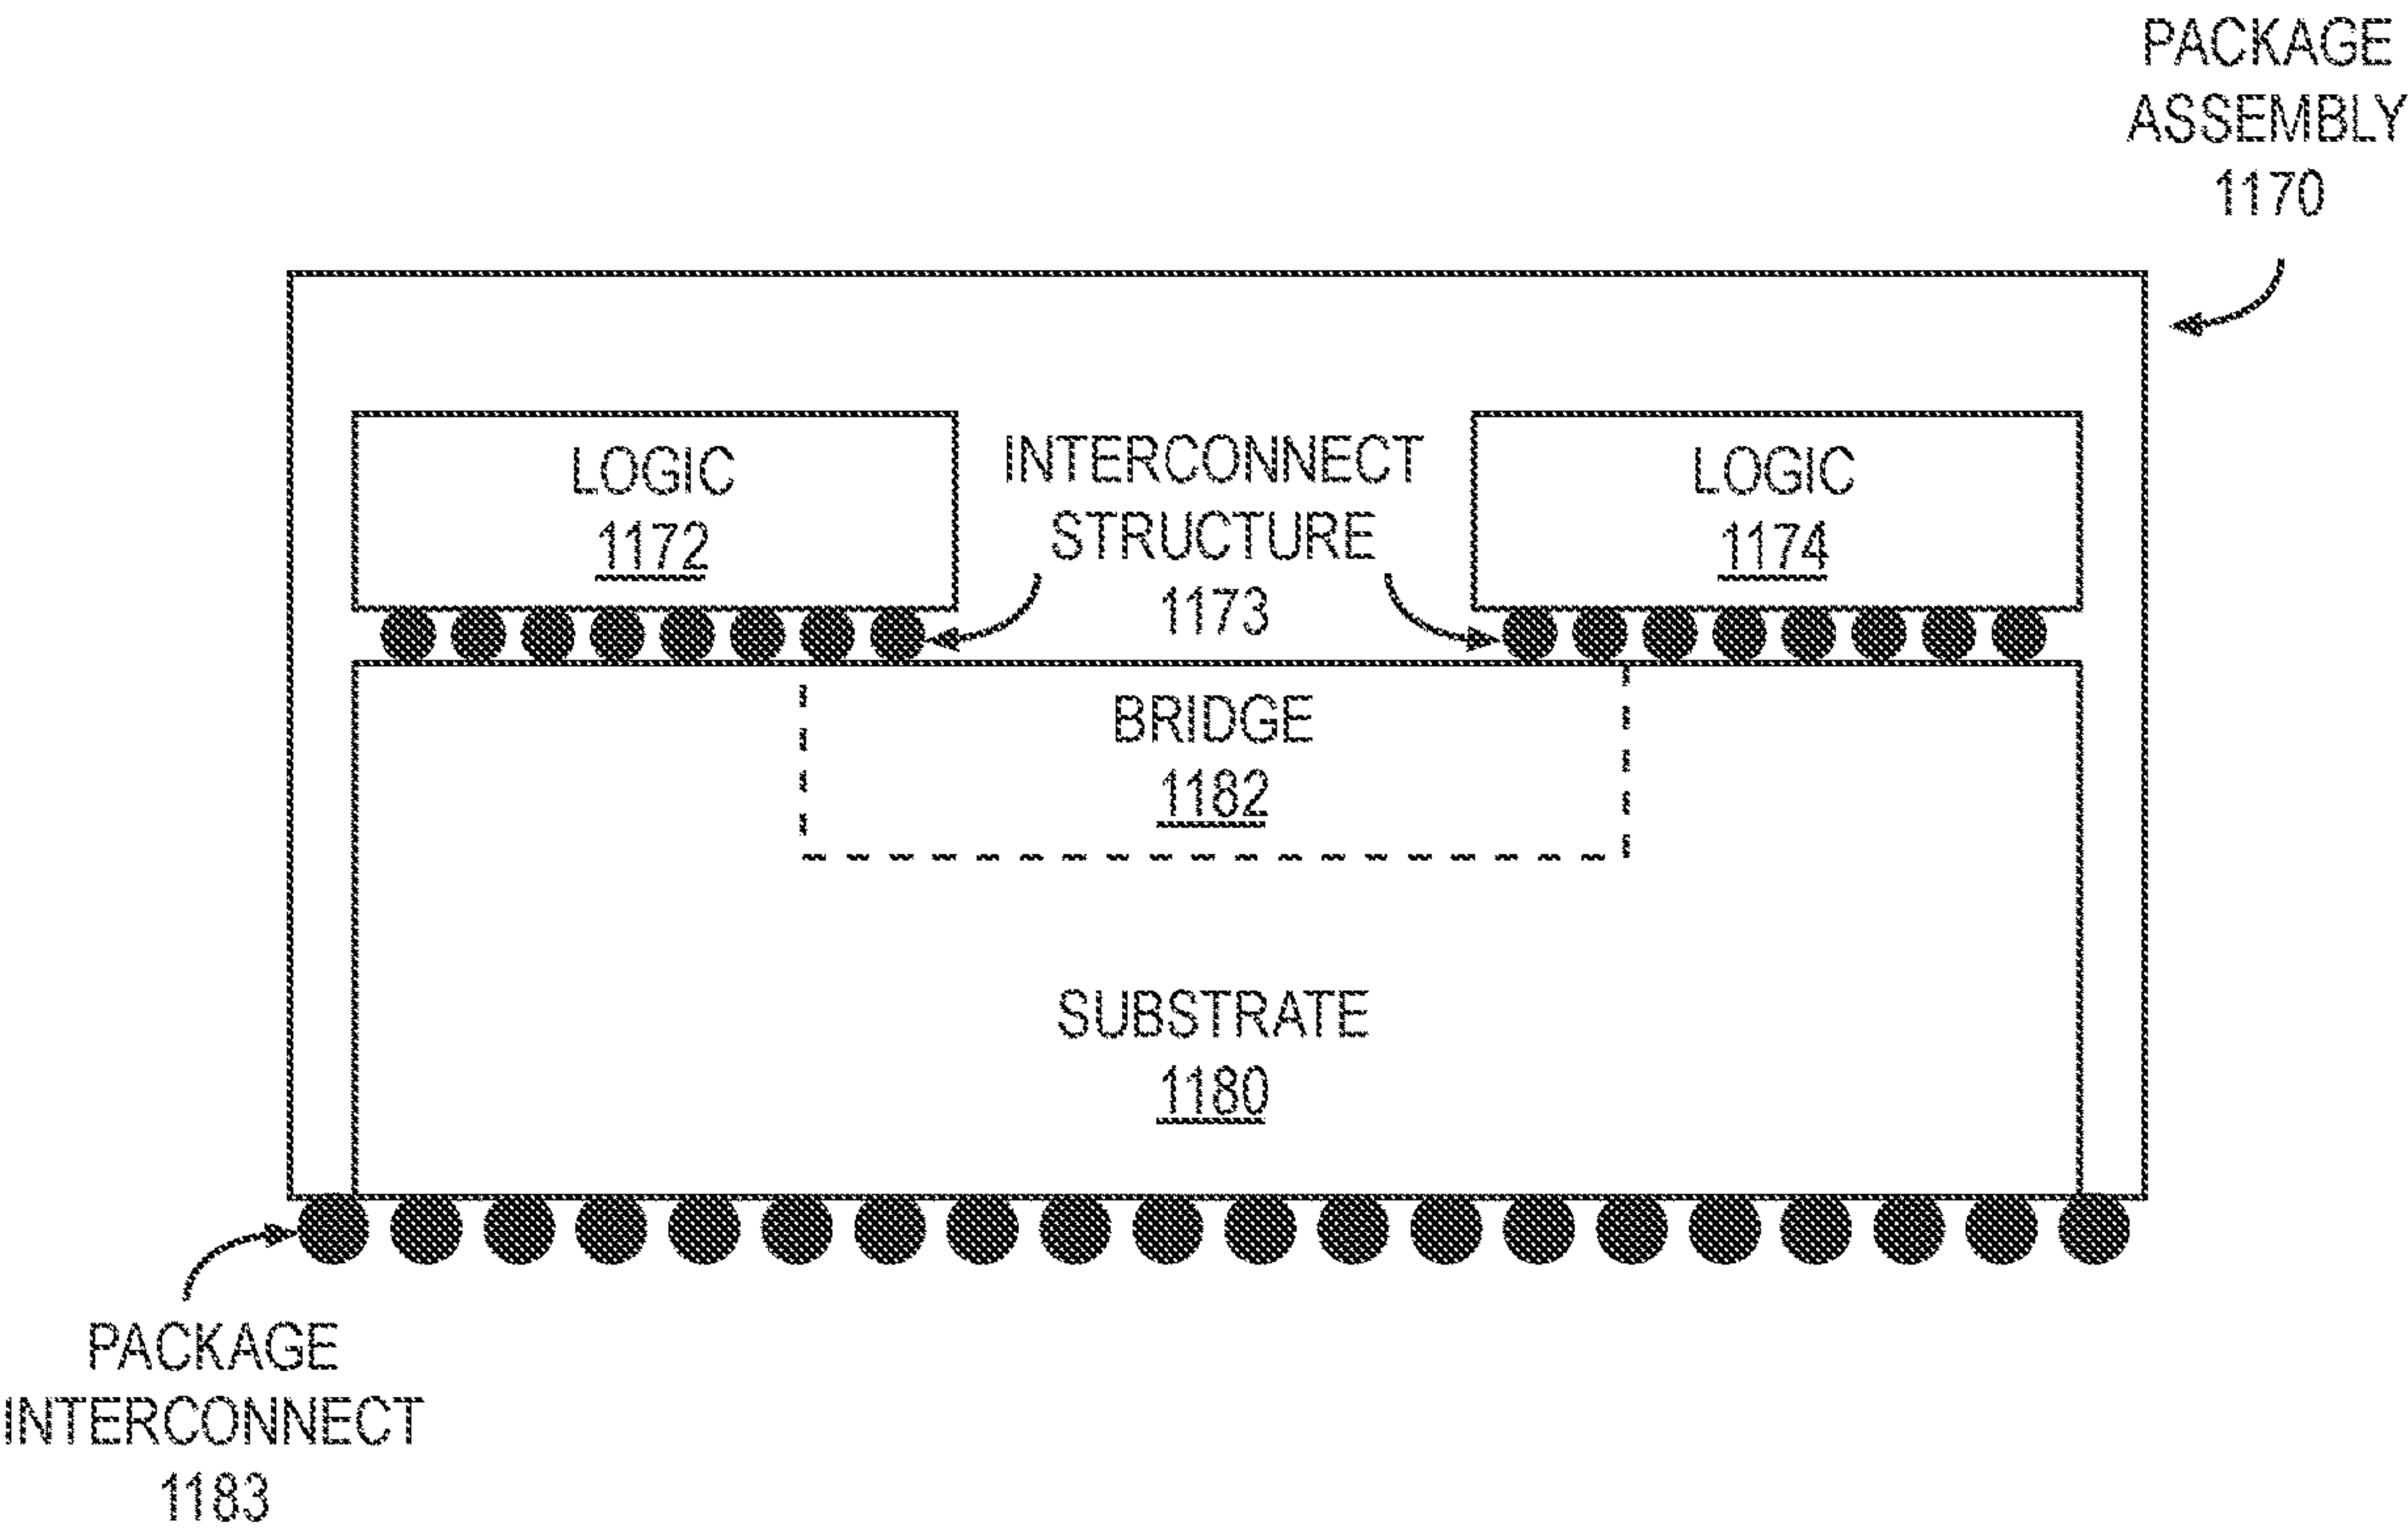 PACKAGE
ASSEMBLY
1170
LOGIC
1172
INTERCONNECT
STRUCTURE
1173
LOGIC
1174
BRIDGE
1182
SUBSTRATE
1180
PACKAGE
INTERCONNECT
1183